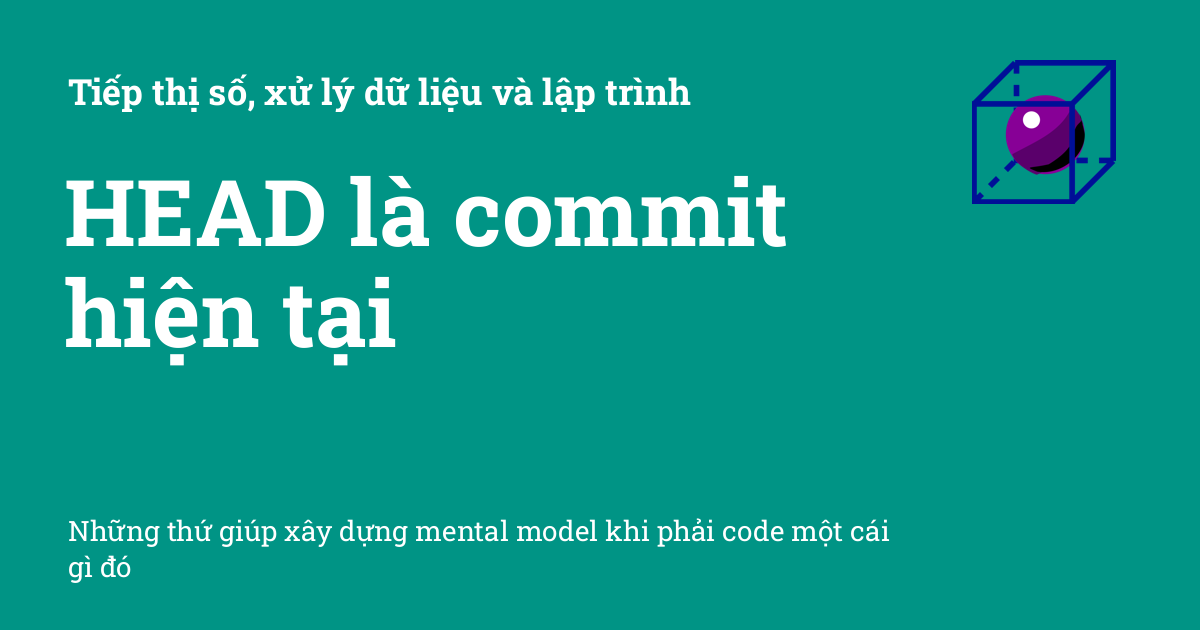 Tiếp thị số, xử lý dữ liệu và lập trình
HEAD là commit
hiện tại
Những thứ giúp xây dựng mental model khi phải code một cái
gì đó